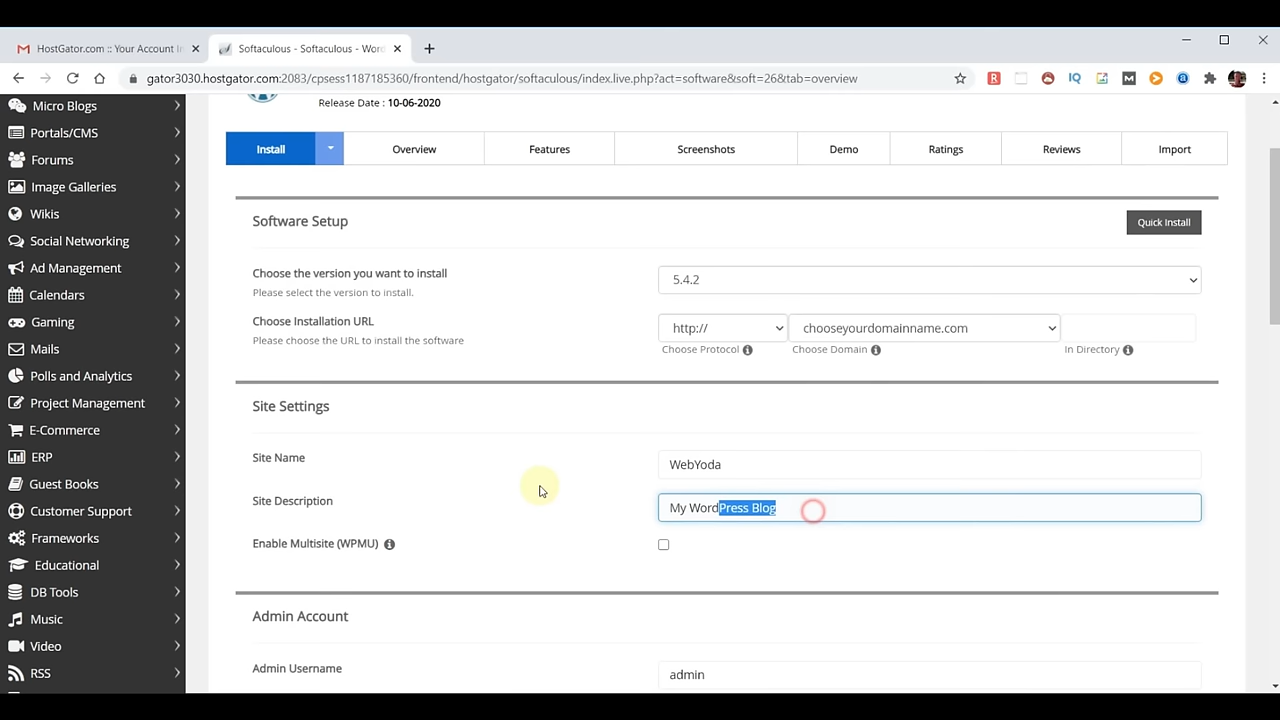 HostGator.com :: Your Account In
Softaculous - Softaculous - Word
gator3030.hostgator.com:2083/cpsess1187185360/frontend/hostgator/softaculous/index.live.php?act=software&soft=26&tab=overview
Release Date : 10-06-2020
Micro Blogs
Portals/CMS
Forums
Image Galleries
Wikis
Social Networking
Ad Management
Calendars
Gaming
Mails
Polls and Analytics
Project Management
E-Commerce
ERP
Guest Books
Customer Support
Frameworks
Educational
DB Tools
Music
Video
RSS
Install
Overview
Features
Screenshots
Demo
Ratings
Reviews
Import
Software Setup
Quick Install
Choose the version you want to install
Please select the version to install.
5.4.2
Choose Installation URL
Please choose the URL to install the software
http://
chooseyourdomainname.com
Choose Protocol
Choose Domain
In Directory
Site Settings
Site Name
WebYoda
Site Description
My WordPress Blog
Enable Multisite (WPMU)
Admin Account
Admin Username
admin